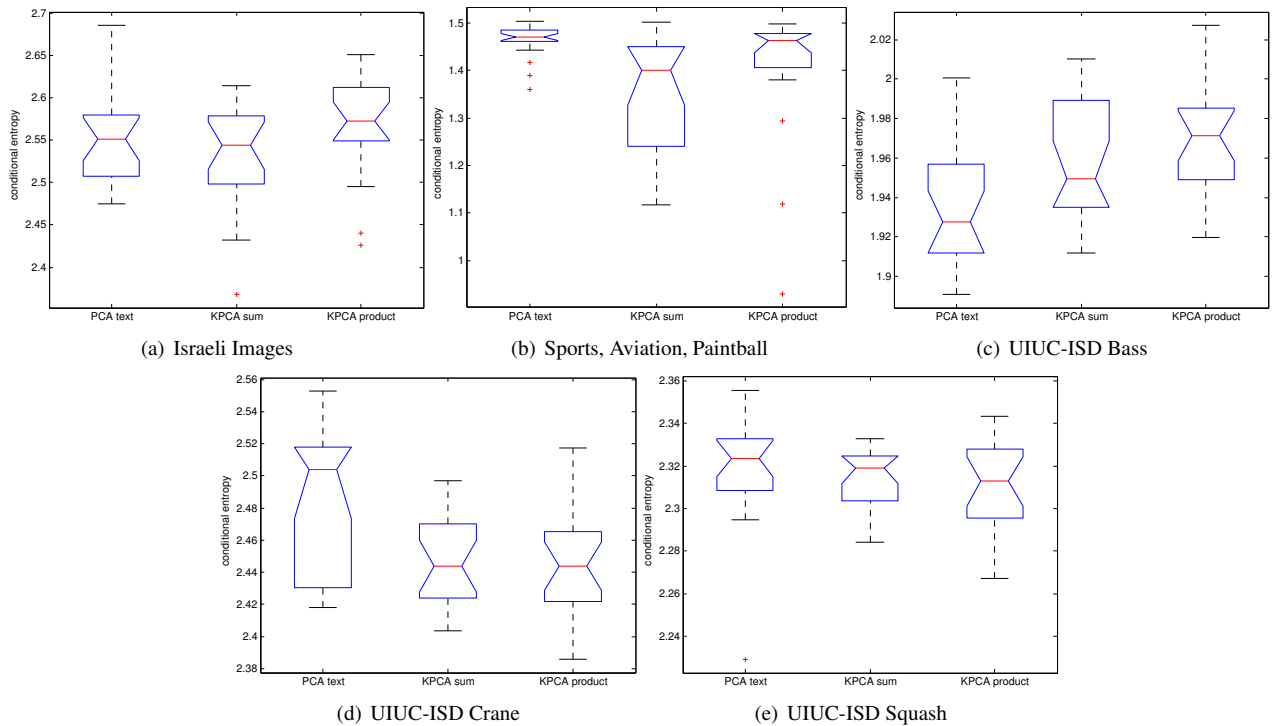 2.7
2.65
2.6
2.55
2.5
2.45
2.4
conditional entropy
PCA text KPCA sum KPCA product
(a) Israeli Images
1.5
1.4
1.3
1.2
1.1
1
conditional entropy
PCA text KPCA sum KPCA product
(b) Sports, Aviation, Paintball
2.02
2
1.98
1.96
1.94
1.92
1.9
conditional entropy
PCA text KPCA sum KPCA product
(c) UIUC-ISD Bass
2.56
2.54
2.52
2.5
2.48
2.46
2.44
2.42
2.4
2.38
conditional entropy
PCA text KPCA sum KPCA product
(d) UIUC-ISD Crane
2.36
2.34
2.32
2.3
2.28
2.26
2.24
conditional entropy
PCA text KPCA sum KPCA product
(e) UIUC-ISD Squash